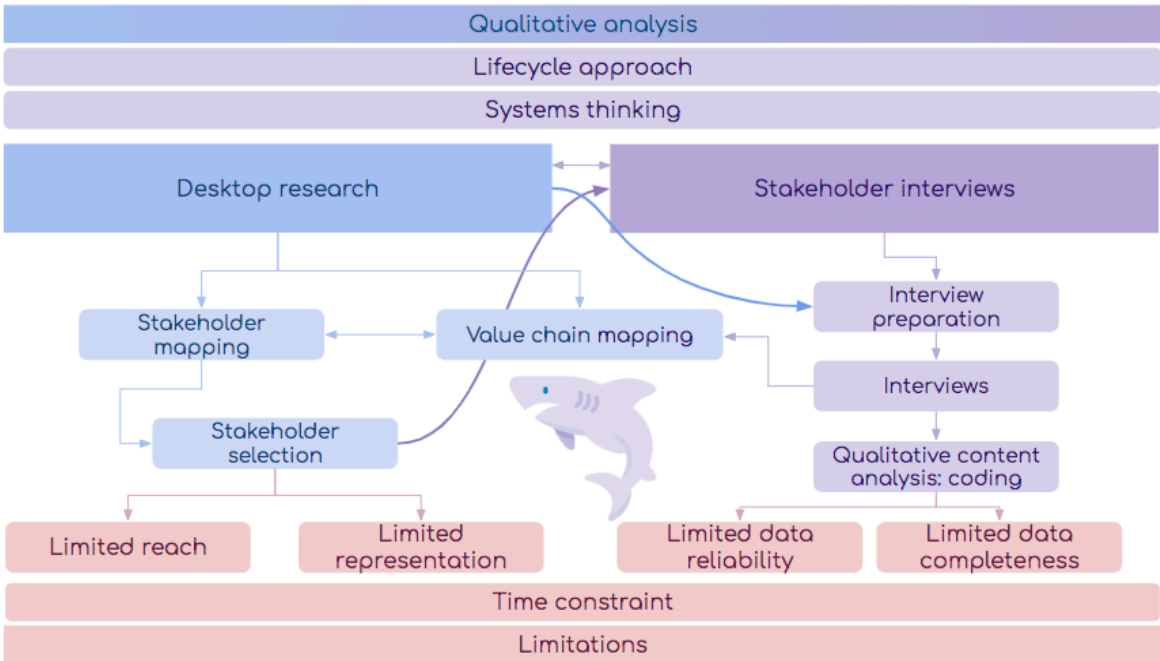 Qualitative analysis
Lifecycle approach
Systems thinking
Desktop research
Stakeholder interviews
Stakeholder
mapping
Value chain mapping
Interview
preparation
Interviews
Stakeholder
selection
Qualitative content
analysis: coding
Limited reach
Limited
representation
Limited data
reliability
Limited data
completeness
Time constraint
Limitations